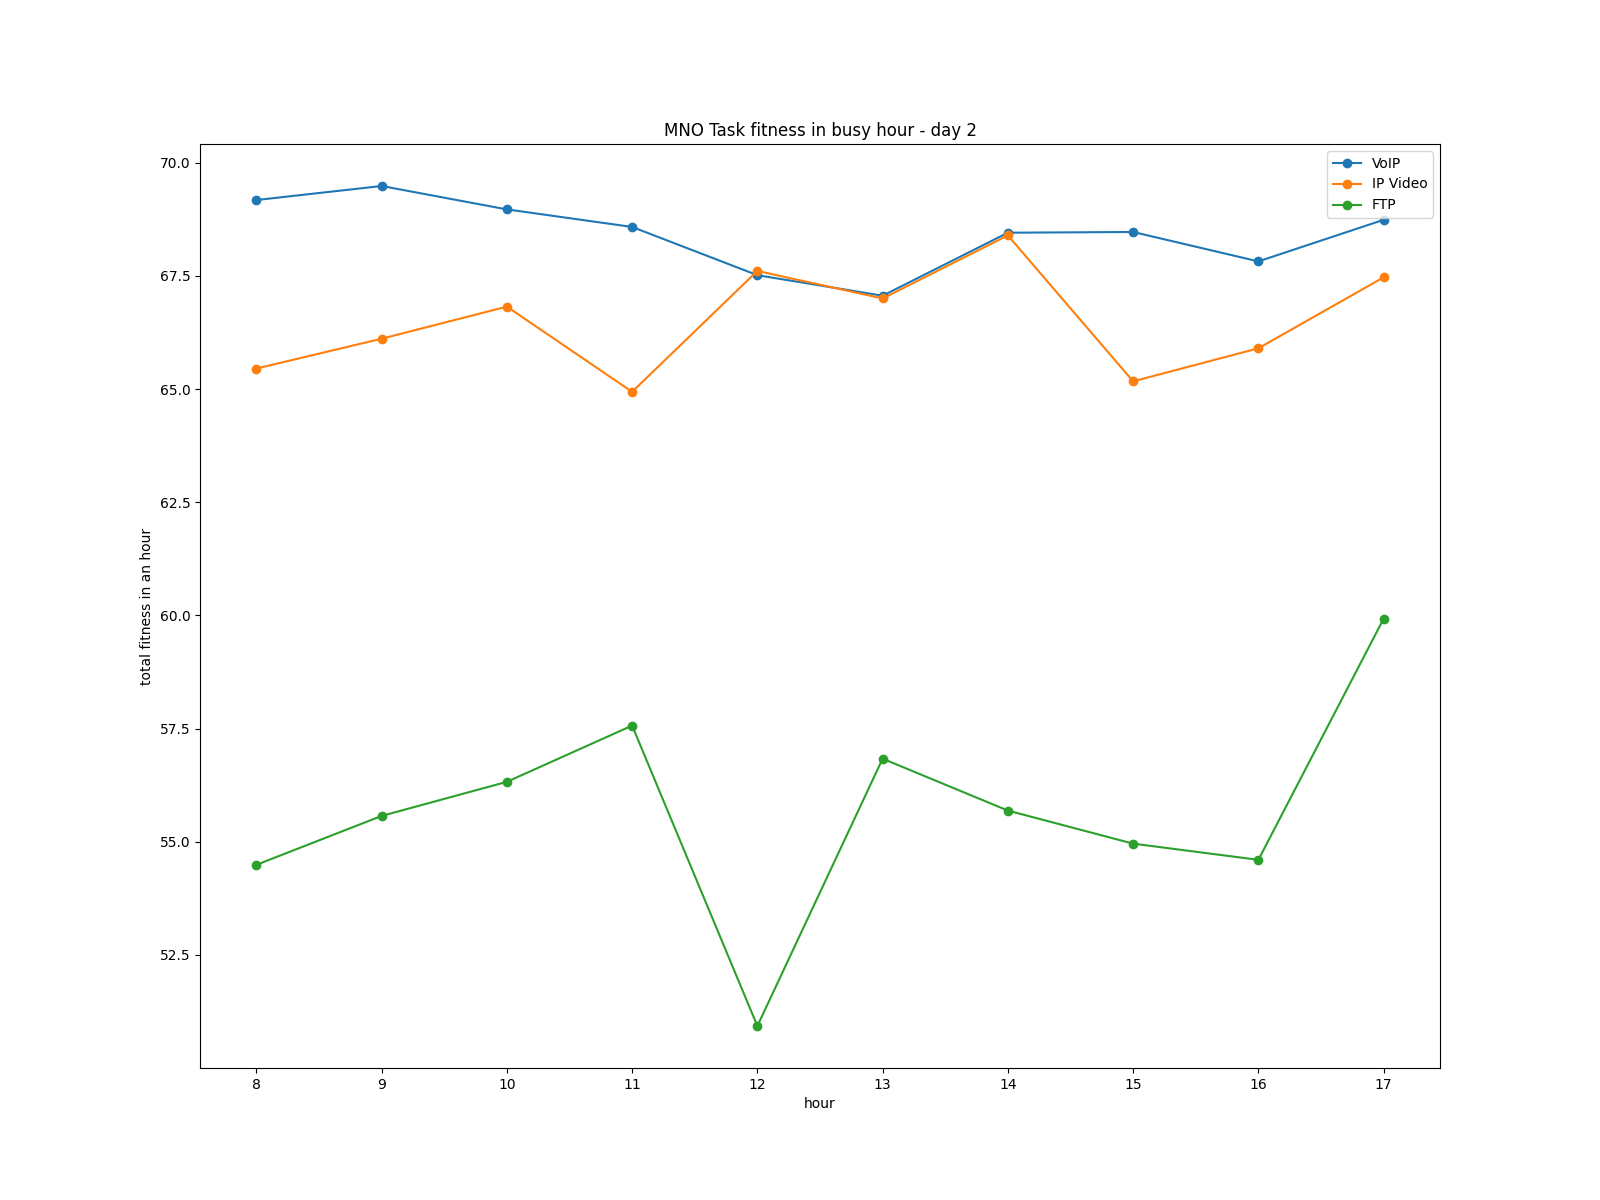 MNO Task fitness in busy hour - day 2
VoIP
IP Video
FTP
70.0
67.5
65.0
62.5
60.0
57.5
55.0
52.5
total fitness in an hour
8 9 10 11 12 13 14 15 16 17
hour